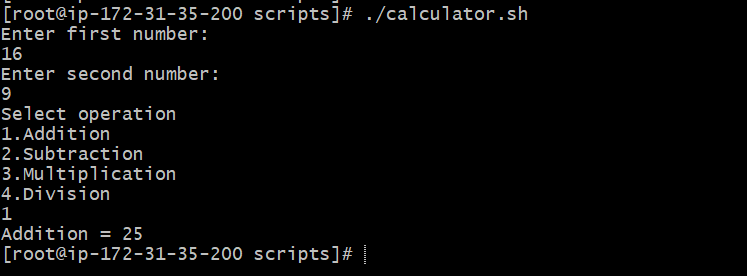 [root@ip-172-31-35-200 scripts]# ./calculator.sh
Enter first number:
16
Enter second number:
9
Select operation
1.Addition
2.Subtraction
3.Multiplication
4.Division
1
Addition = 25
[root@ip-172-31-35-200 scripts]#